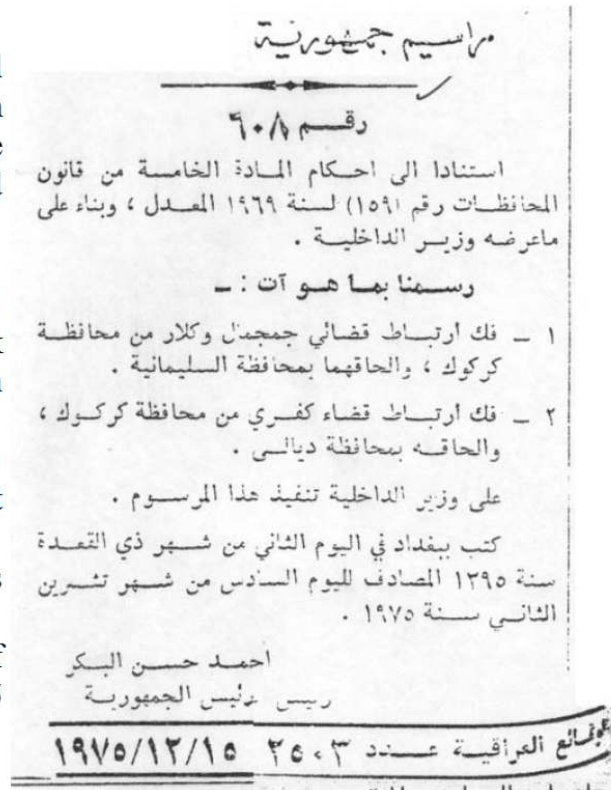 مراسيم جمهورية
رقم ٦٠٨
استنادا الى احكام المادة الخامسة من قانون
المحافظات رقم (١٥٩) لسنة ١٩٦٩ المعدل ، وبناء على
ماعرضه وزير الداخلية .
رسمنا بما هو آت : ـ
١ ـ فك ارتباط قضائي جمجمال وكلار من محافظة
كركوك ، والحاقهما بمحافظة السليمانية .
٢ ـ فك ارتباط قضاء كفري من محافظة كركوك ،
والحاقه بمحافظة ديالى .
على وزير الداخلية تنفيذ هذا المرسوم .
كتب ببغداد في اليوم الثاني من شهر ذي القعدة
سنة ١٣٩٥ المصادف لليوم السادس من شهر تشرين
الثاني سنة ١٩٧٥ .
احمد حسن البكر
رئيس الجمهورية
العراقية عدد ٢٥٠٣ ١٩٧٥/١٢/١٥